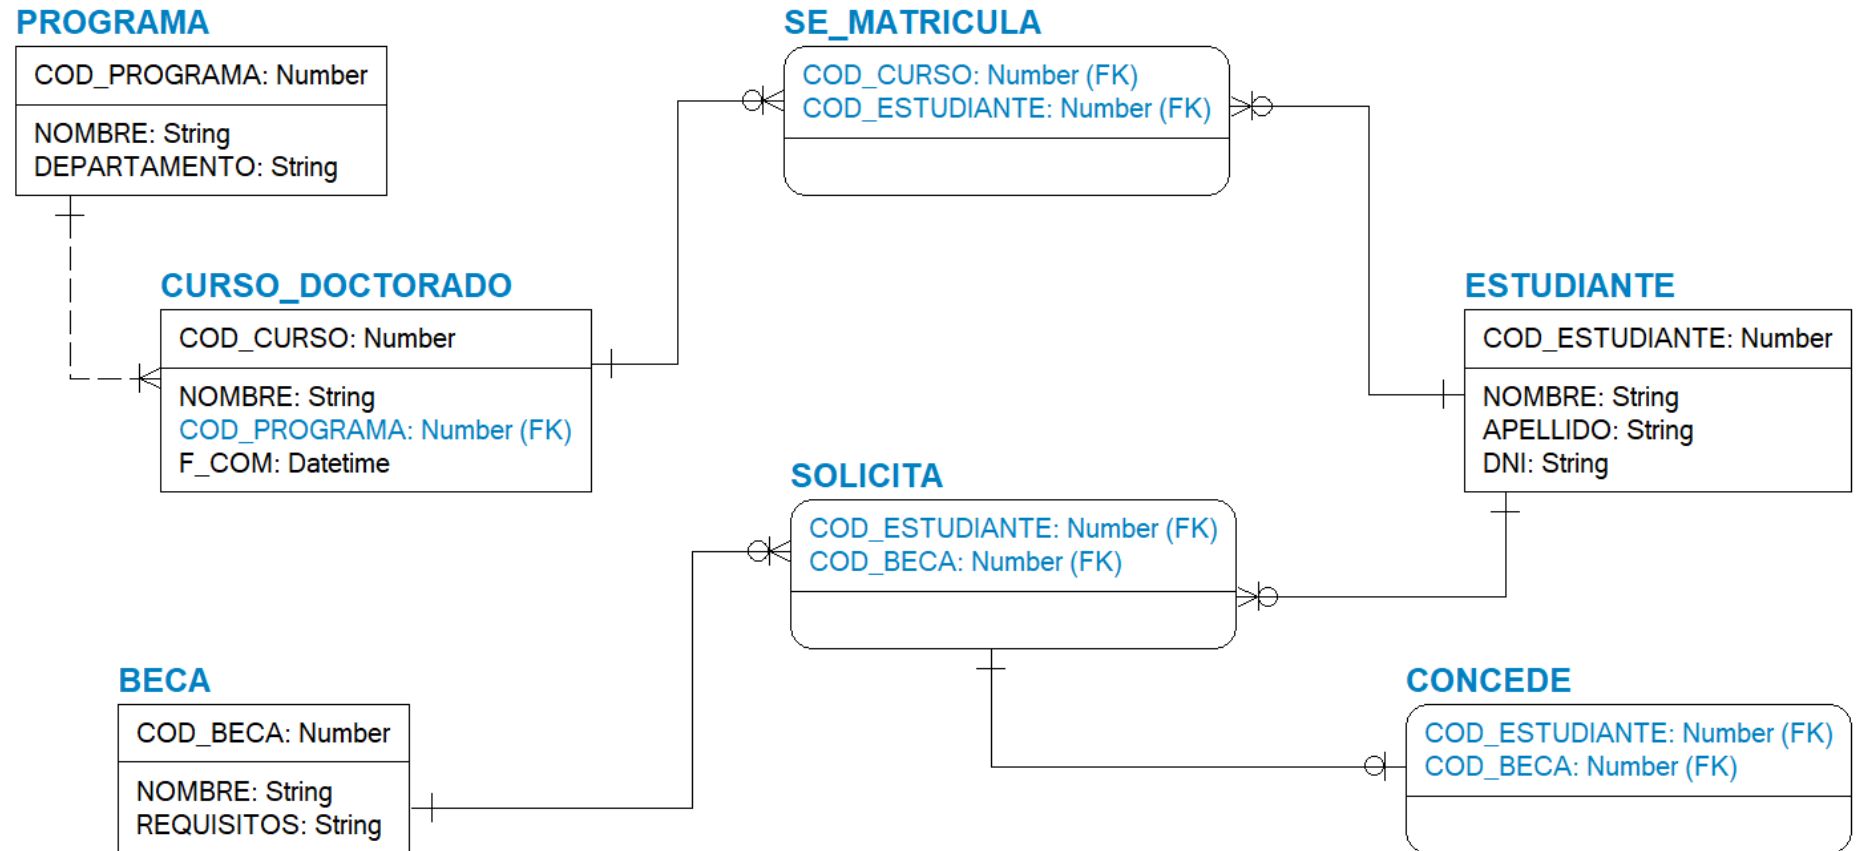 PROGRAMA
COD_PROGRAMA: Number
NOMBRE: String
DEPARTAMENTO: String
SE_MATRICULA
COD_CURSO: Number (FK)
COD_ESTUDIANTE: Number (FK)
CURSO_DOCTORADO
COD_CURSO: Number
NOMBRE: String
COD_PROGRAMA: Number (FK)
F_COM: Datetime
ESTUDIANTE
COD_ESTUDIANTE: Number
NOMBRE: String
APELLIDO: String
DNI: String
SOLICITA
COD_ESTUDIANTE: Number (FK)
COD_BECA: Number (FK)
BECA
COD_BECA: Number
NOMBRE: String
REQUISITOS: String
CONCEDE
COD_ESTUDIANTE: Number (FK)
COD_BECA: Number (FK)